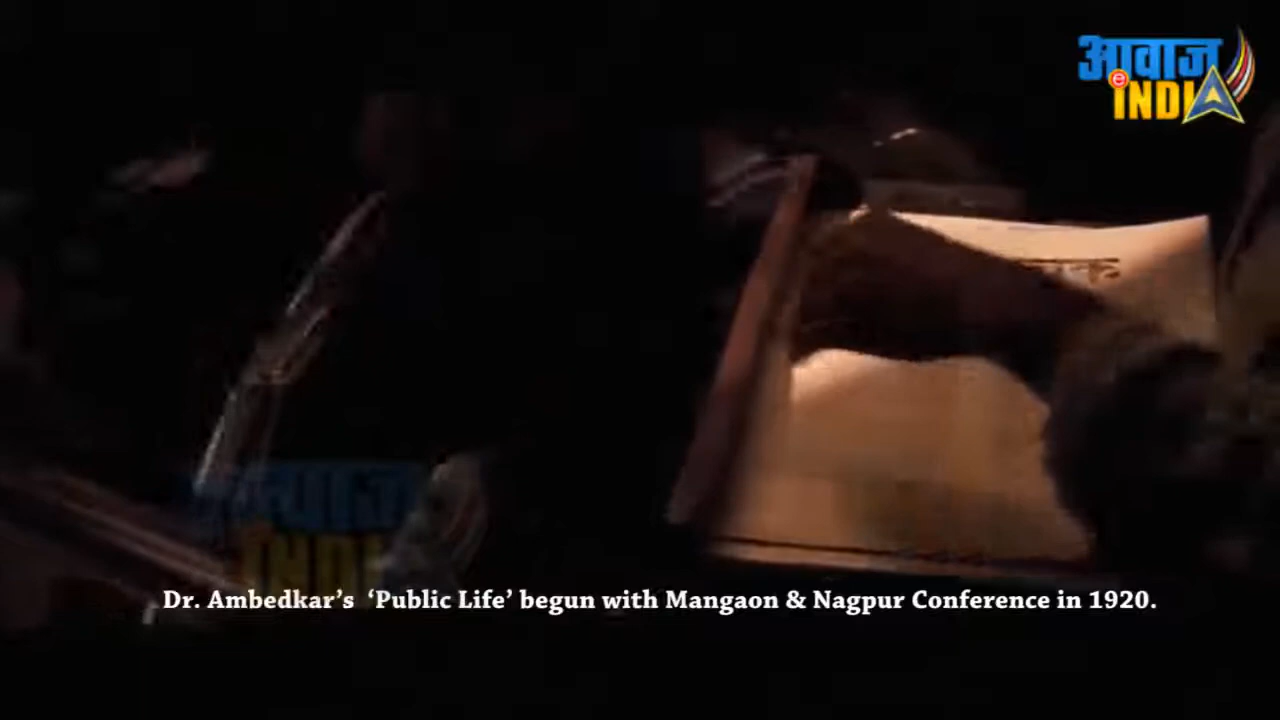 आवाज
INDIA
Dr. Ambedkar's ‘Public Life’ begun with Mangaon & Nagpur Conference in 1920.